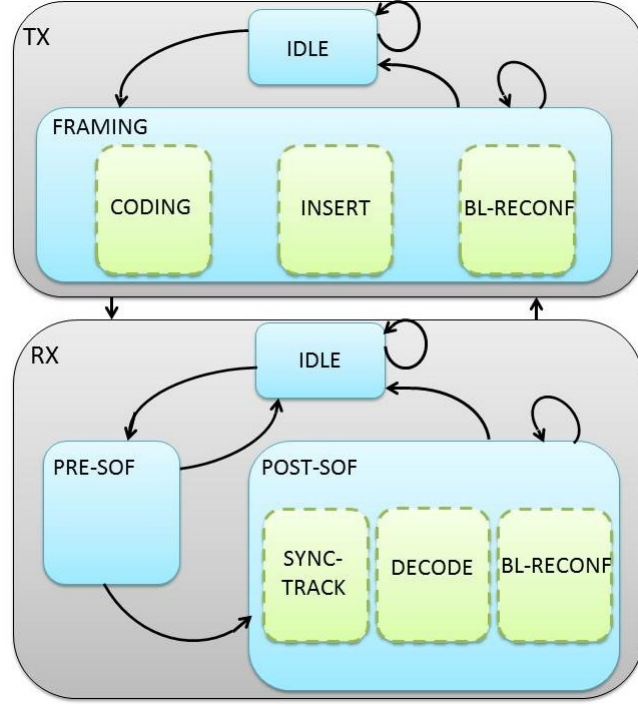 TX
IDLE
FRAMING
CODING
INSERT
BL-RECONF
RX
IDLE
PRE-SOF
POST-SOF
SYNC-
TRACK
DECODE
BL-RECONF